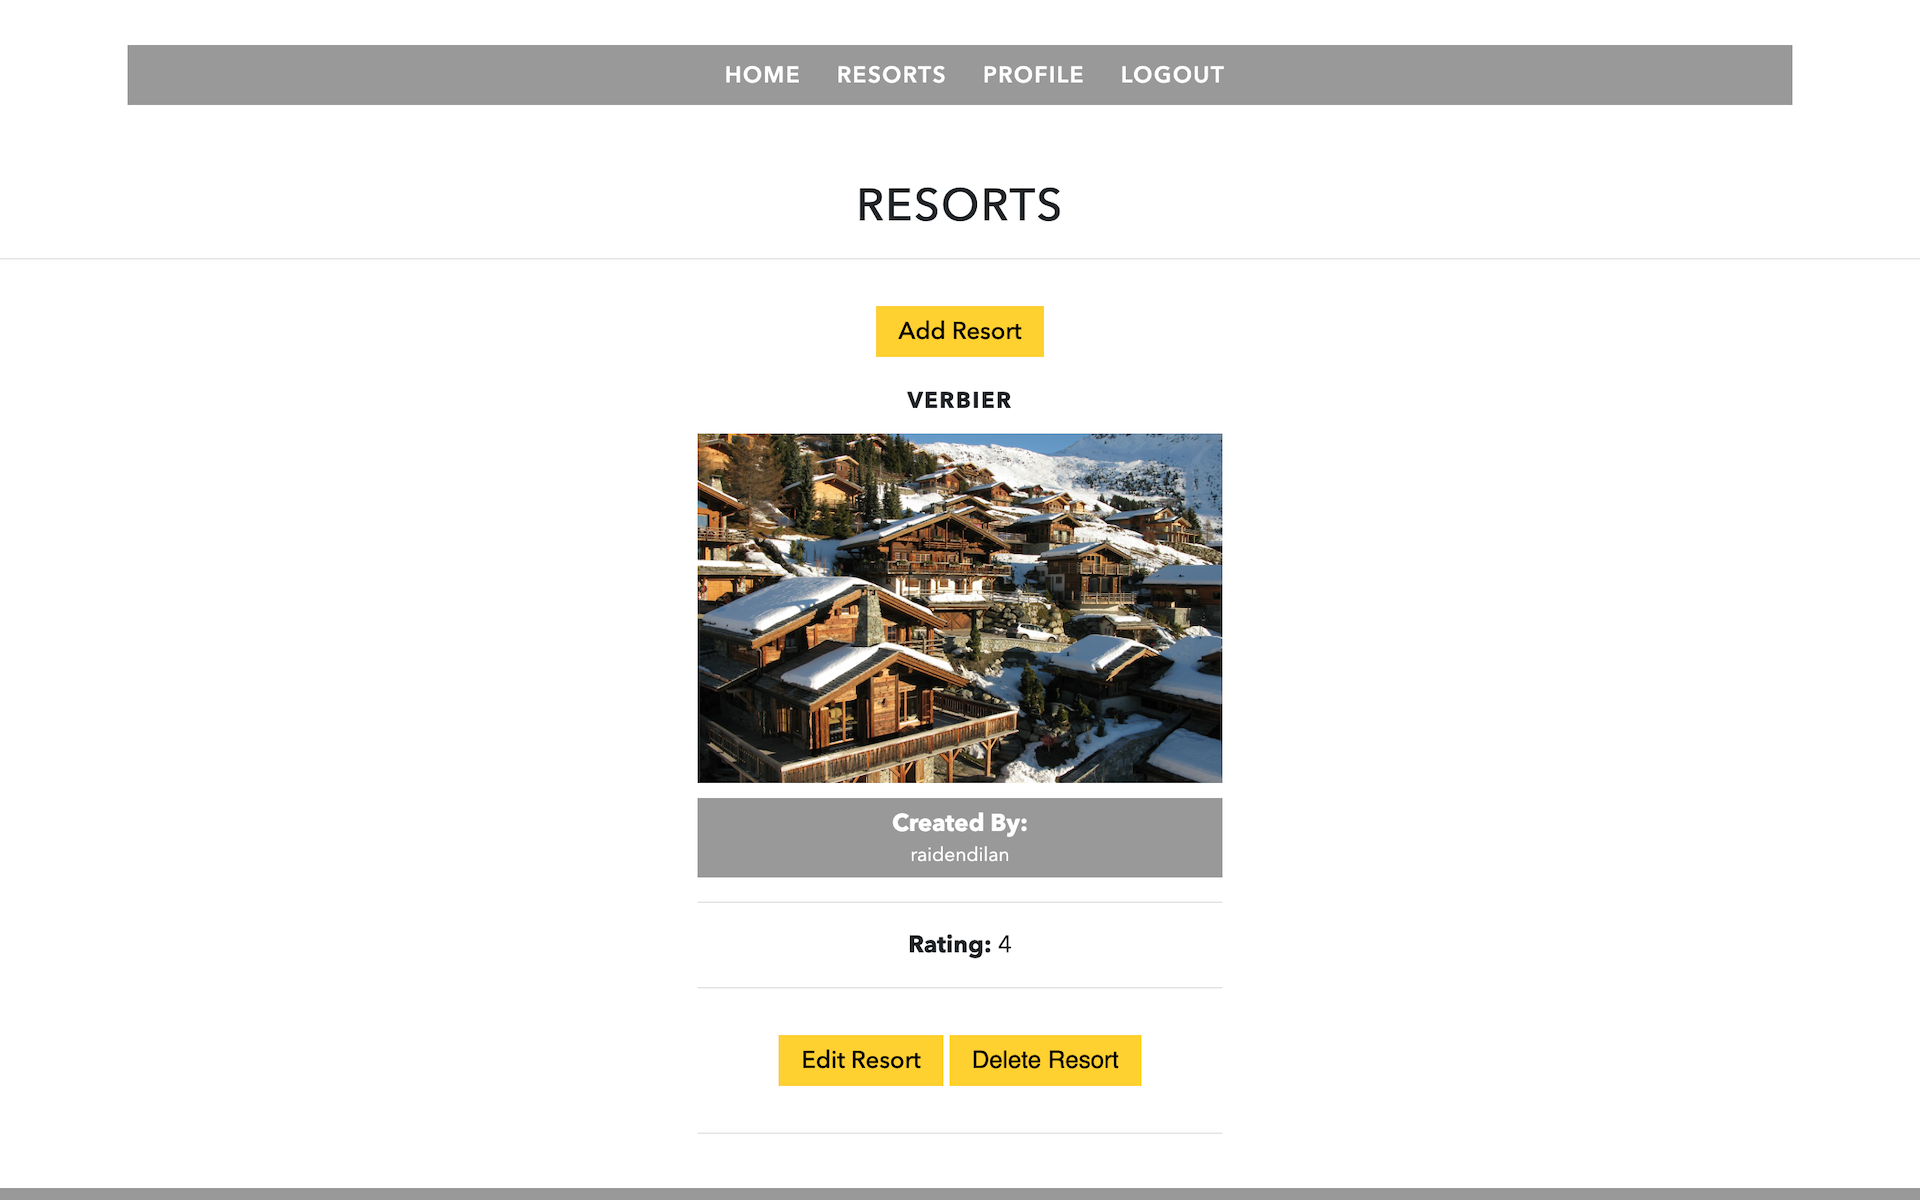 HOME RESORTS PROFILE LOGOUT
RESORTS
Add Resort
VERBIER
Created By:
raidendilan
Rating: 4
Edit Resort Delete Resort